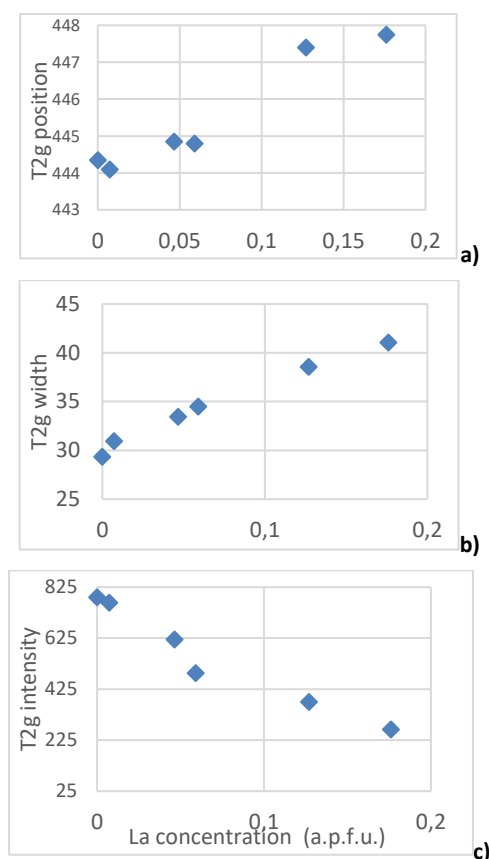 448
447
446
445
444
443
T2g position
0 0,05 0,1 0,15 0,2
a)
45
40
35
30
25
T2g width
0 0,1 0,2
b)
825
625
425
225
25
T2g intensity
0 0,1 0,2
La concentration (a.p.f.u.)
c)